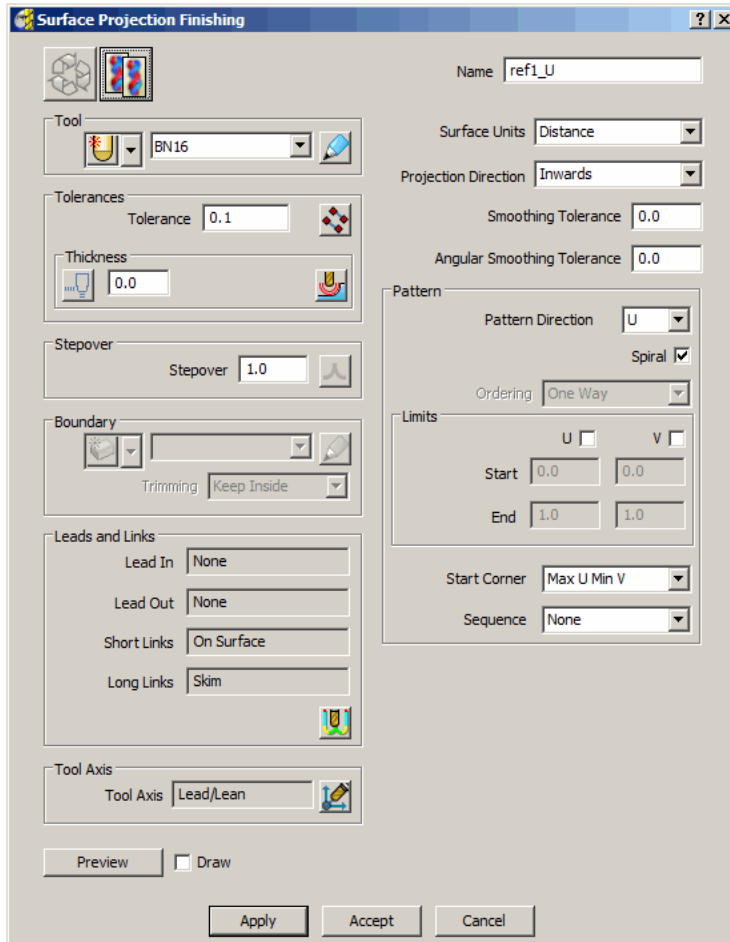 Surface Projection Finishing
Name ref1_U
Tool
BN16
Surface Units Distance
Projection Direction Inwards
Tolerances
Tolerance 0.1
Smoothing Tolerance 0.0
Thickness
0.0
Angular Smoothing Tolerance 0.0
Pattern
Pattern Direction U
Stepover
Stepover 1.0
Spiral
Ordering One Way
Boundary
Trimming Keep Inside
Limits
U V
Start 0.0 0.0
End 1.0 1.0
Leads and Links
Lead In None
Lead Out None
Short Links On Surface
Long Links Skim
Start Corner Max U Min V
Sequence None
Tool Axis
Tool Axis Lead/Lean
Preview Draw
Apply Accept Cancel